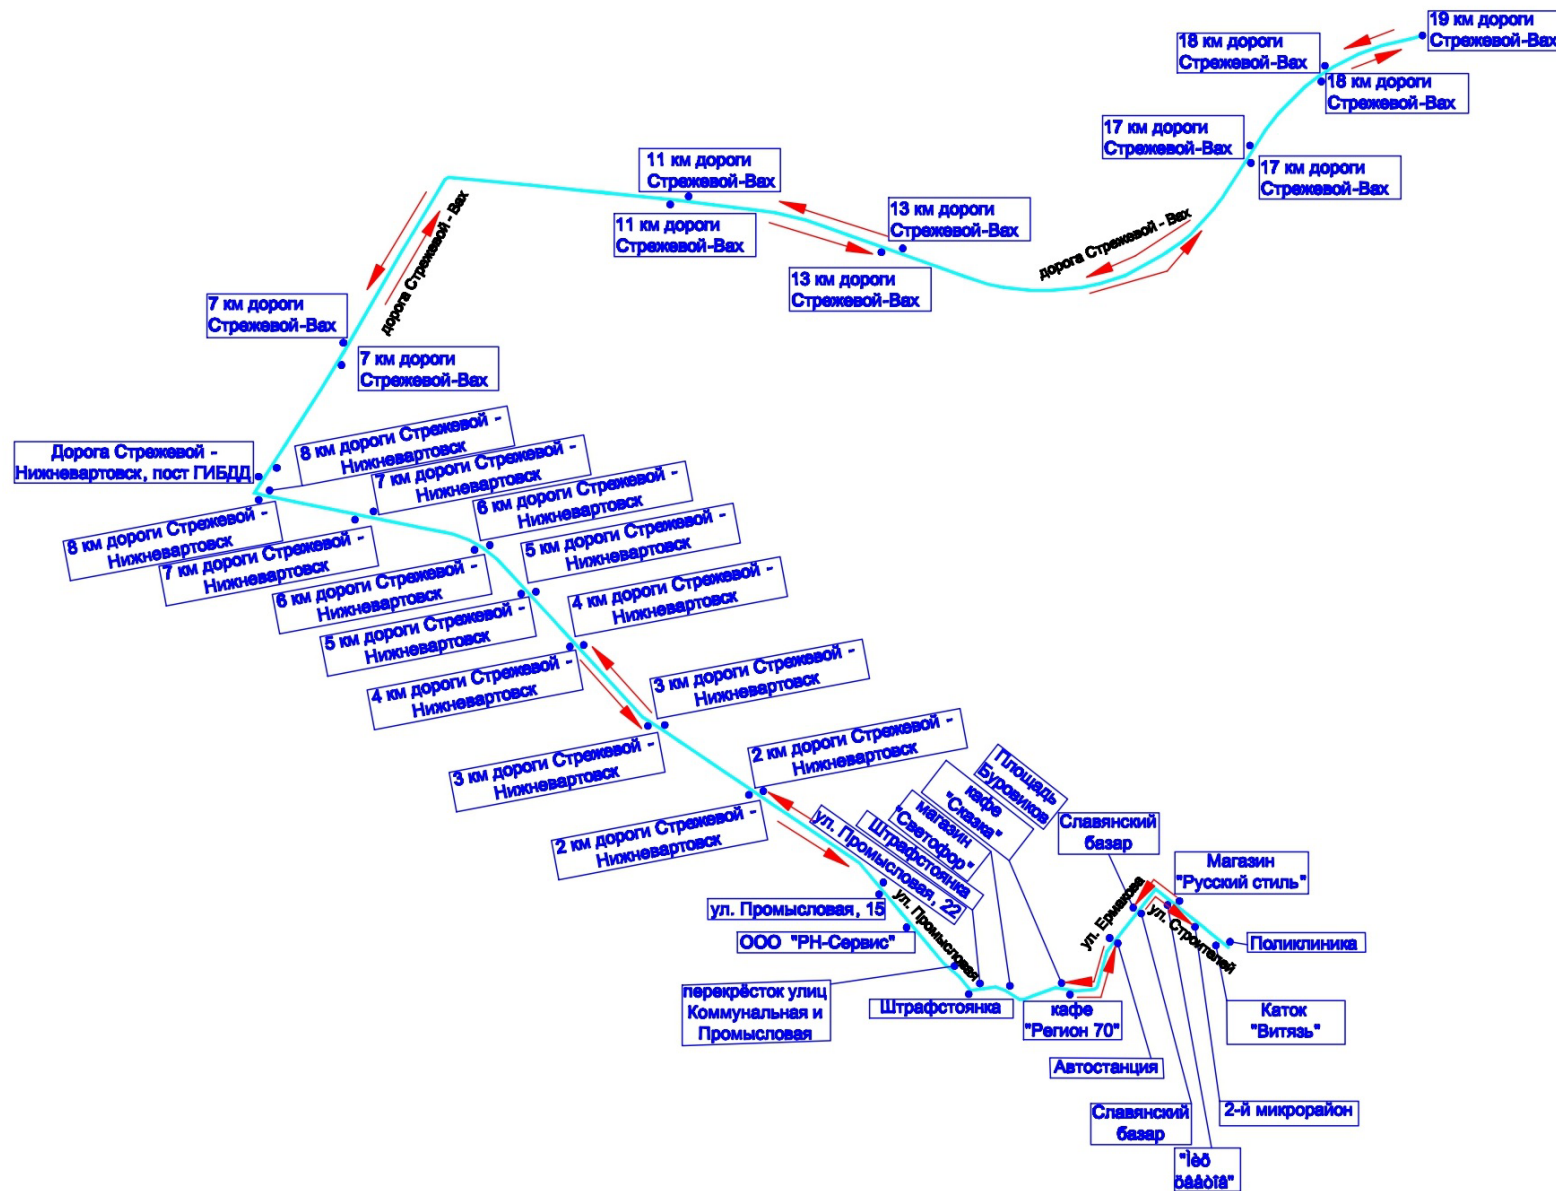 19 км дороги
Стрежевой-Вах
18 км дороги
Стрежевой-Вах
18 км дороги
Стрежевой-Вах
17 км дороги
Стрежевой-Вах
17 км дороги
Стрежевой-Вах
11 км дороги
Стрежевой-Вах
11 км дороги
Стрежевой-Вах
13 км дороги
Стрежевой-Вах
13 км дороги
Стрежевой-Вах
дорога Стрежевой - Вах
дорога Стрежевой - Вах
7 км дороги
Стрежевой-Вах
7 км дороги
Стрежевой-Вах
Дорога Стрежевой -
Нижневартовск, пост ГИБДД
8 км дороги Стрежевой -
Нижневартовск
7 км дороги Стрежевой -
Нижневартовск
6 км дороги Стрежевой -
Нижневартовск
5 км дороги Стрежевой -
Нижневартовск
4 км дороги Стрежевой -
Нижневартовск
3 км дороги Стрежевой -
Нижневартовск
2 км дороги Стрежевой -
Нижневартовск
8 км дороги Стрежевой -
Нижневартовск
7 км дороги Стрежевой -
Нижневартовск
6 км дороги Стрежевой -
Нижневартовск
5 км дороги Стрежевой -
Нижневартовск
4 км дороги Стрежевой -
Нижневартовск
3 км дороги Стрежевой -
Нижневартовск
2 км дороги Стрежевой -
Нижневартовск
Площадь
Буровиков
кафе
"Сказка"
магазин
"Светофор"
Штрафстоянка
ул. Промысловая, 22
Славянский
базар
Магазин
"Русский стиль"
ул. Ермакова
ул. Строителей
ул. Промысловая
ул. Промысловая, 15
ООО "РН-Сервис"
перекрёсток улиц
Коммунальная и
Промысловая
Штрафстоянка
кафе
"Регион 70"
Поликлиника
Каток
"Витязь"
Автостанция
2-й микрорайон
Славянский
базар
"Ìèð
öâåòîâ"